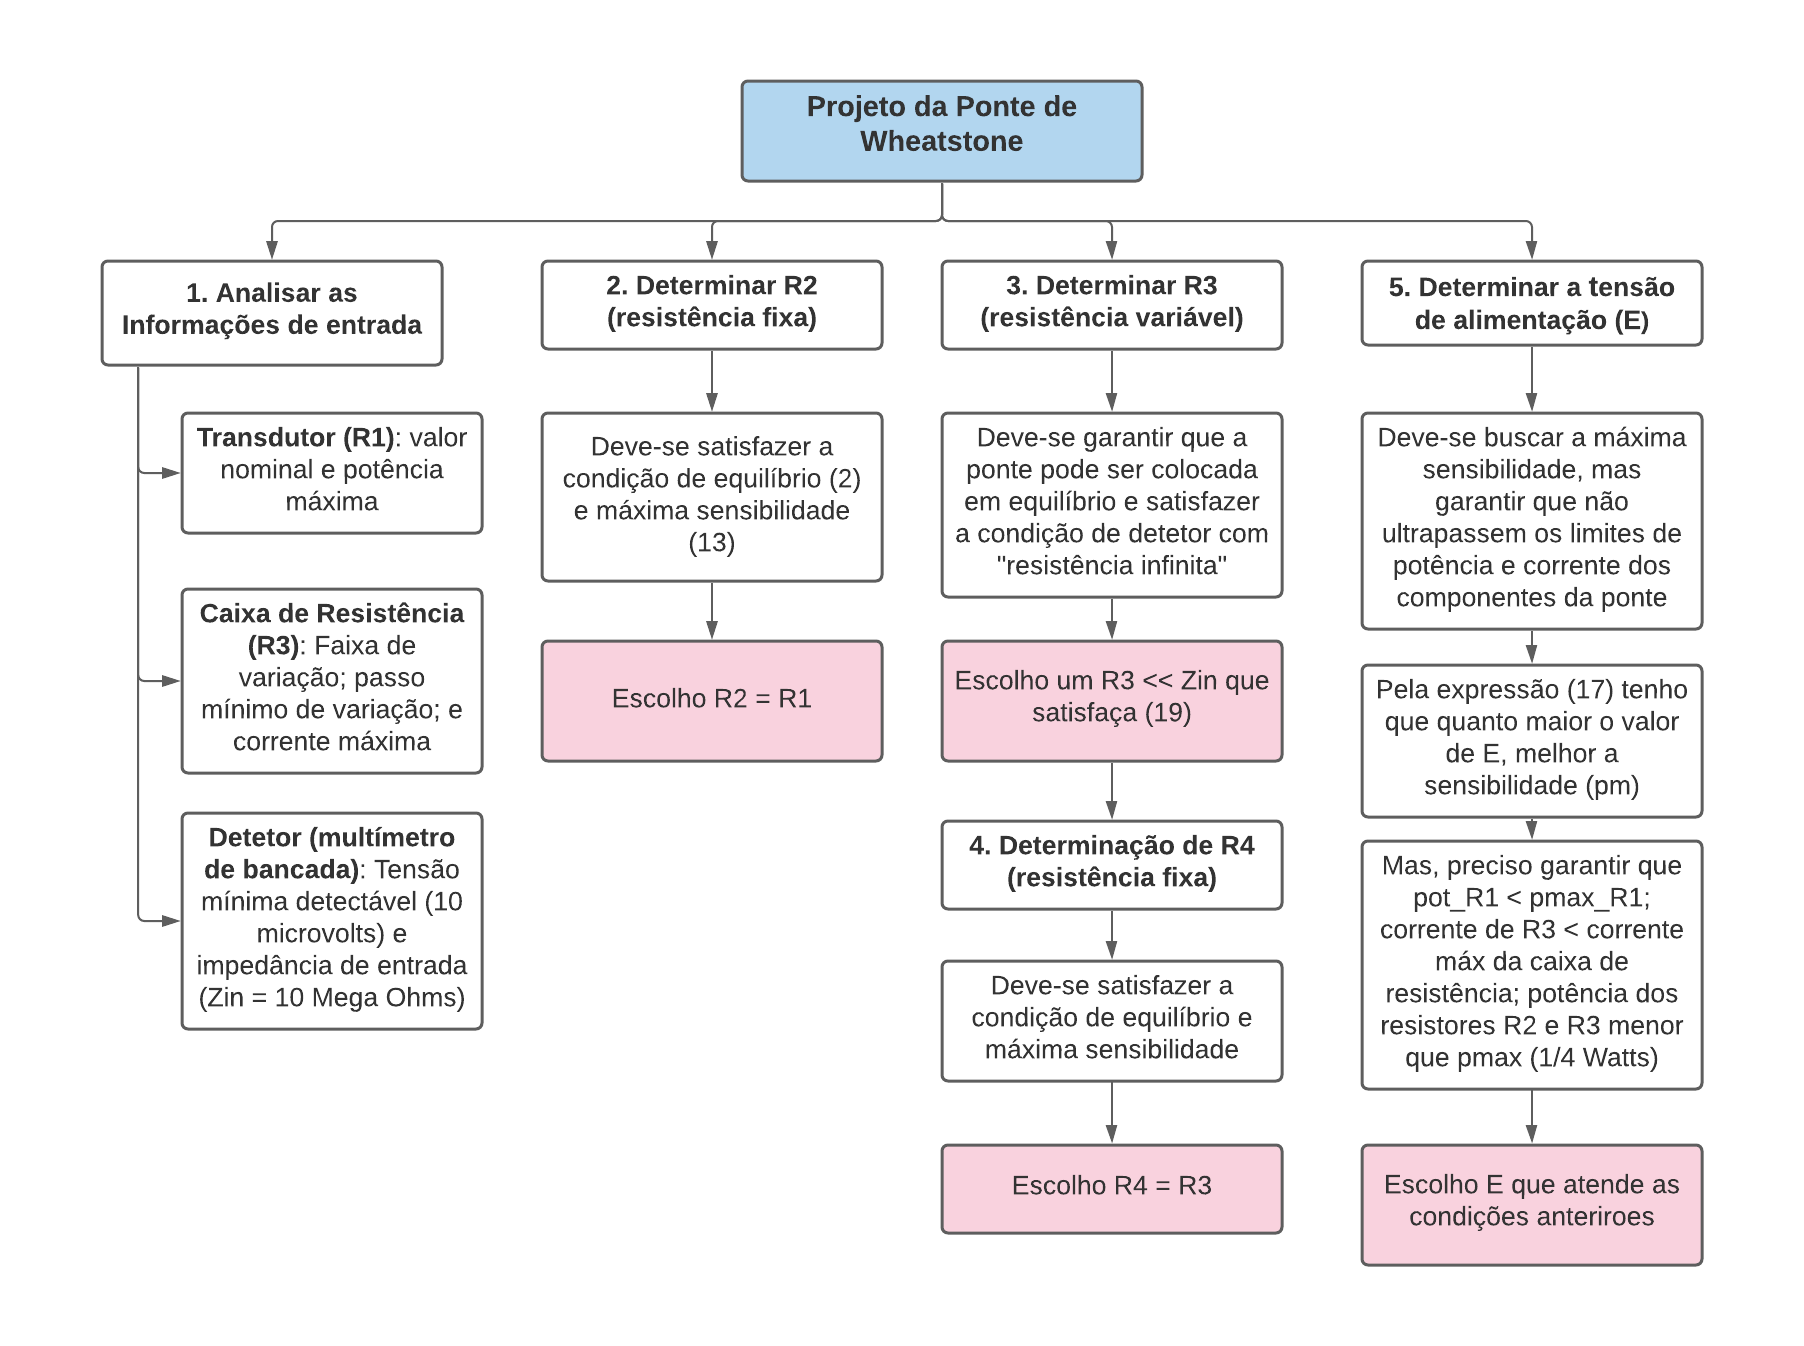 Projeto da Ponte de
Wheatstone
1. Analisar as
Informações de entrada
Transdutor (R1): valor
nominal e potência
máxima
Caixa de Resistência
(R3): Faixa de
variação; passo
mínimo de variação; e
corrente máxima
Detetor (multímetro
de bancada): Tensão
mínima detectável (10
microvolts) e
impedância de entrada
(Zin = 10 Mega Ohms)
2. Determinar R2
(resistência fixa)
Deve-se satisfazer a
condição de equilíbrio (2)
e máxima sensibilidade
(13)
Escolho R2 = R1
3. Determinar R3
(resistência variável)
Deve-se garantir que a
ponte pode ser colocada
em equilíbrio e satisfazer
a condição de detetor com
"resistência infinita"
Escolho um R3 << Zin que
satisfaça (19)
4. Determinação de R4
(resistência fixa)
Deve-se satisfazer a
condição de equilíbrio e
máxima sensibilidade
Escolho R4 = R3
5. Determinar a tensão
de alimentação (E)
Deve-se buscar a máxima
sensibilidade, mas
garantir que não
ultrapassem os limites de
potência e corrente dos
componentes da ponte
Pela expressão (17) tenho
que quanto maior o valor
de E, melhor a
sensibilidade (pm)
Mas, preciso garantir que
pot_R1 < pmax_R1;
corrente de R3 < corrente
máx da caixa de
resistência; potência dos
resistores R2 e R3 menor
que pmax (1/4 Watts)
Escolho E que atende as
condições anteriroes